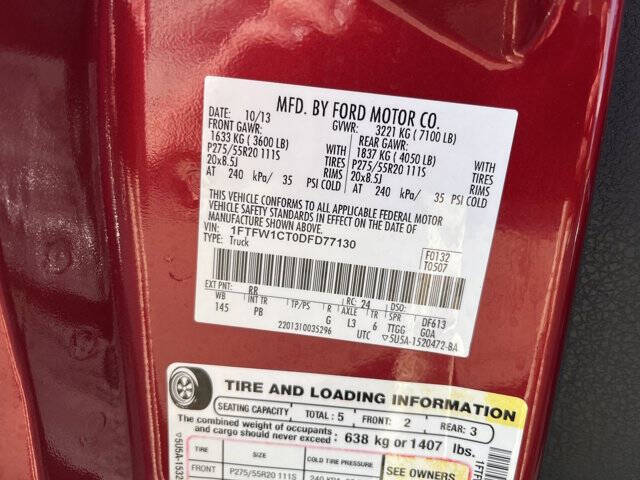 MFD. BY FORD MOTOR CO.
DATE: 10/13 GVWR: 3221 KG ( 7100 LB)
FRONT GAWR: REAR GAWR:
1633 KG ( 3600 LB) WITH 1837 KG ( 4050 LB) WITH
P275/55R20 111S TIRES P275/55R20 111S TIRES
20x8.5J RIMS 20x8.5J RIMS
AT 240 kPa/ 35 PSI COLD AT 240 kPa/ 35 PSI COLD
THIS VEHICLE CONFORMS TO ALL APPLICABLE FEDERAL MOTOR
VEHICLE SAFETY STANDARDS IN EFFECT ON THE DATE OF
MANUFACTURE SHOWN ABOVE.
VIN: 1FTFW1CT0DFD77130 F0132
TYPE: Truck T0507
EXT PNT: RR RC: 24 DSO:
WB INT TR TP/PS R AXLE TR SPR DF613
145 PB G L3 6 TTGG GOA
2201310035296 UTC 5U5A-1520472-BA
TIRE AND LOADING INFORMATION
SEATING CAPACITY TOTAL: 5 FRONT: 2 REAR: 3
The combined weight of occupants
and cargo should never exceed: 638 kg or 1407 lbs.
TIRE SIZE COLD TIRE PRESSURE SEE OWNERS
FRONT P275/55R20 111S